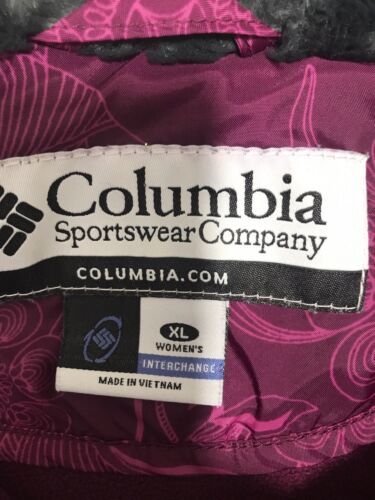 Columbia
Sportswear Company
COLUMBIA.COM
XL
WOMEN'S
INTERCHANGE
MADE IN VIETNAM